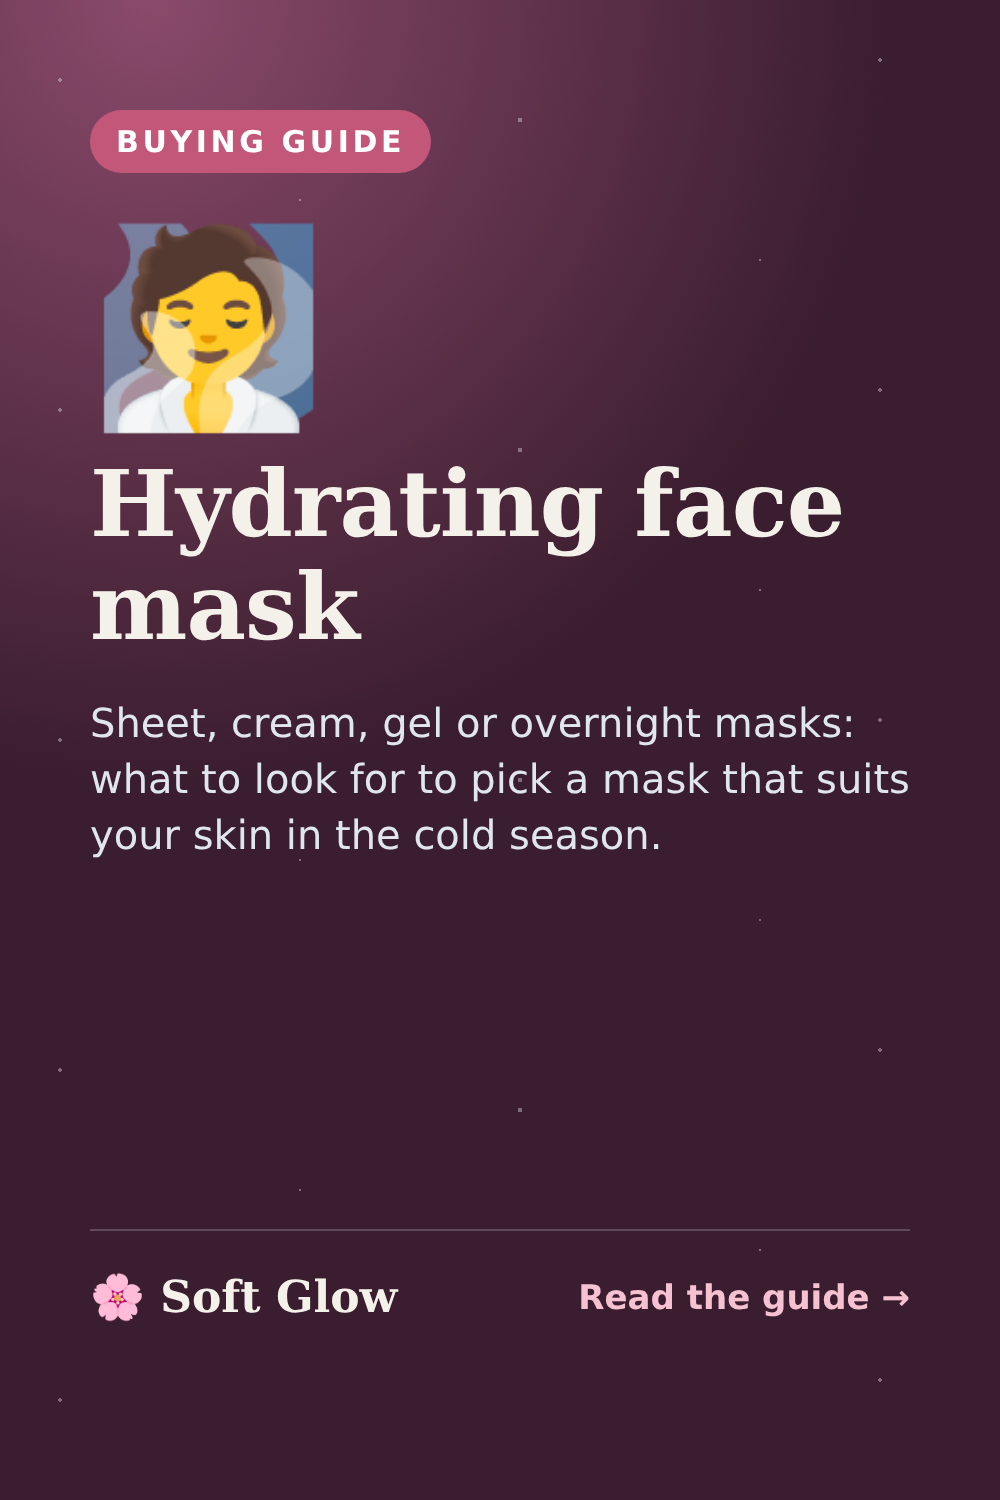 BUYING GUIDE
Hydrating face
mask
Sheet, cream, gel or overnight masks:
what to look for to pick a mask that suits
your skin in the cold season.
Soft Glow
Read the guide →